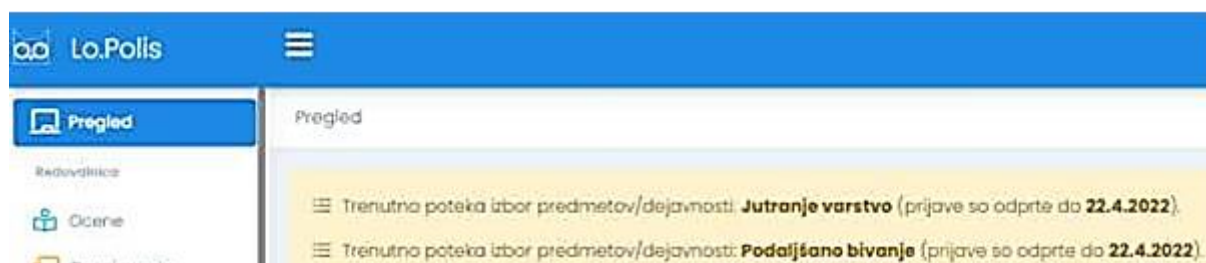 Lo.Polis
Pregled
Pregled
Redovalnica
Ocene
Trenutno poteka izbor predmetov/dejavnosti: Jutranje varstvo (prijave so odprte do 22.4.2022).
Trenutno poteka izbor predmetov/dejavnosti: Podaljšano bivanje (prijave so odprte do 22.4.2022).